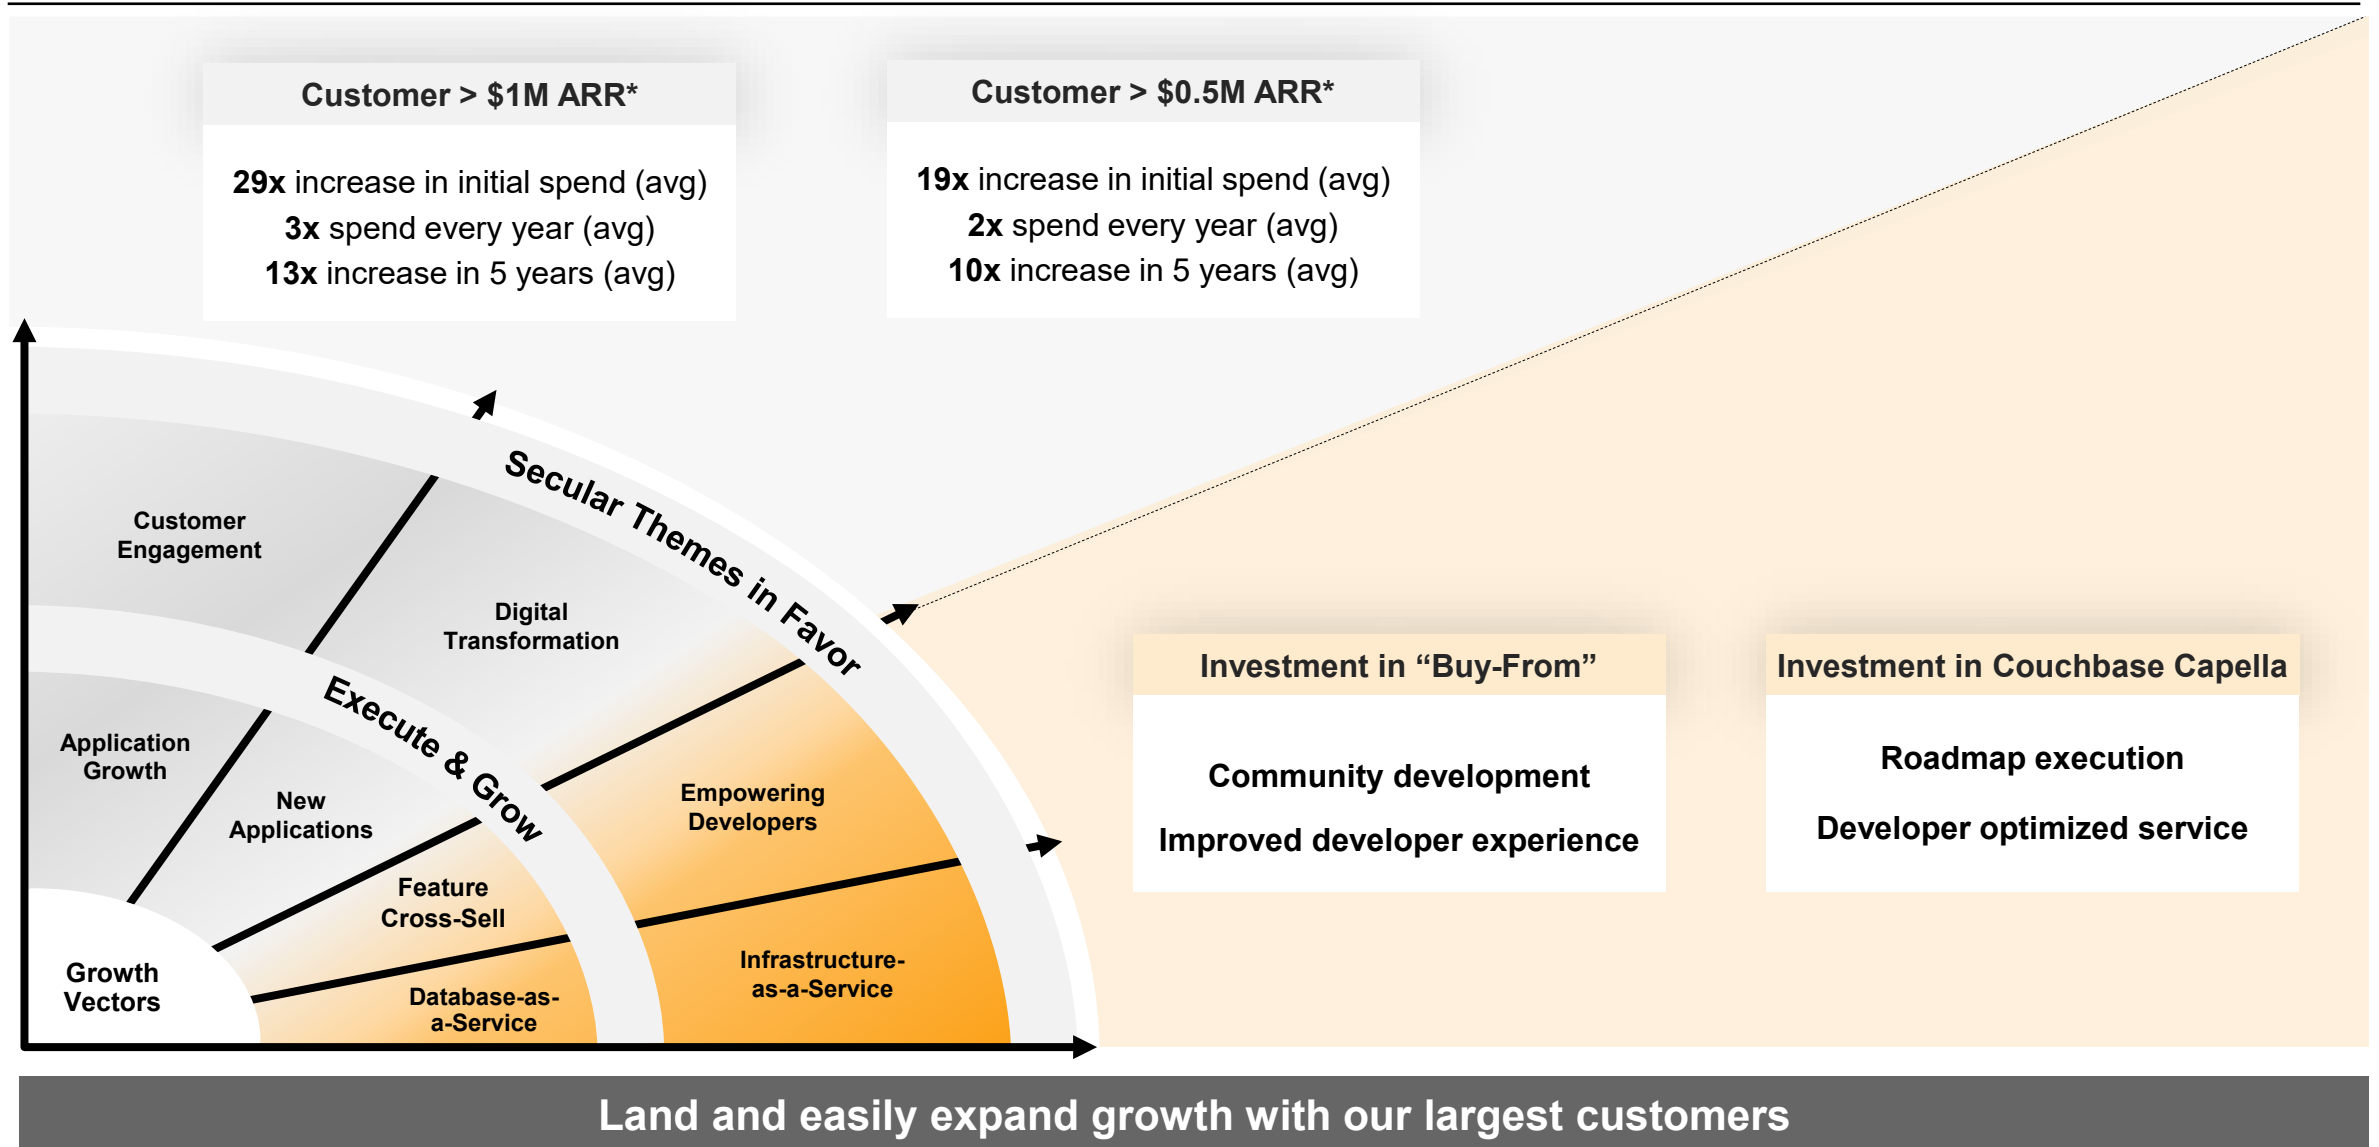 Customer > $1M ARR*
29x increase in initial spend (avg)
3x spend every year (avg)
13x increase in 5 years (avg)
Customer > $0.5M ARR*
19x increase in initial spend (avg)
2x spend every year (avg)
10x increase in 5 years (avg)
Secular Themes in Favor
Customer
Engagement
Digital
Transformation
Empowering
Developers
Infrastructure-
as-a-Service
Execute & Grow
Application
Growth
New
Applications
Feature
Cross-Sell
Database-as-
a-Service
Growth
Vectors
Investment in “Buy-From”
Community development
Improved developer experience
Investment in Couchbase Capella
Roadmap execution
Developer optimized service
Land and easily expand growth with our largest customers